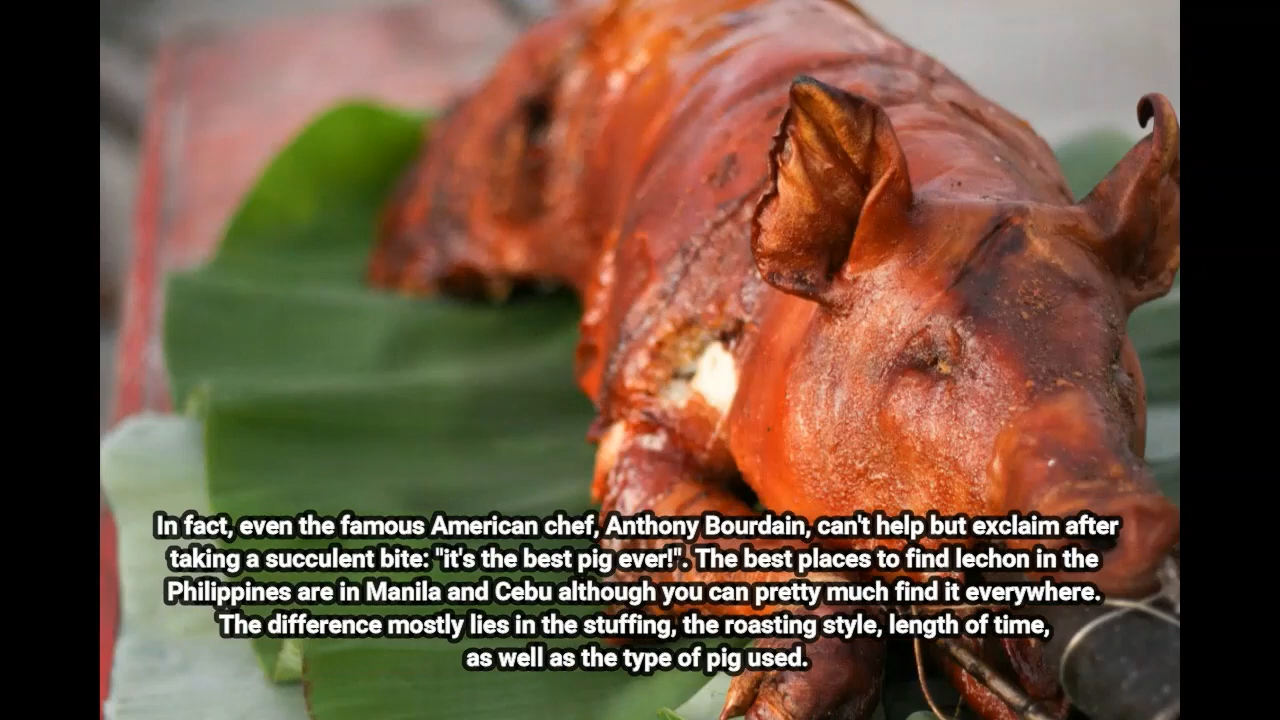 In fact, even the famous American chef, Anthony Bourdain, can't help but exclaim after
taking a succulent bite: "it's the best pig ever!". The best places to find lechon in the
Philippines are in Manila and Cebu although you can pretty much find it everywhere.
The difference mostly lies in the stuffing, the roasting style, length of time,
as well as the type of pig used.